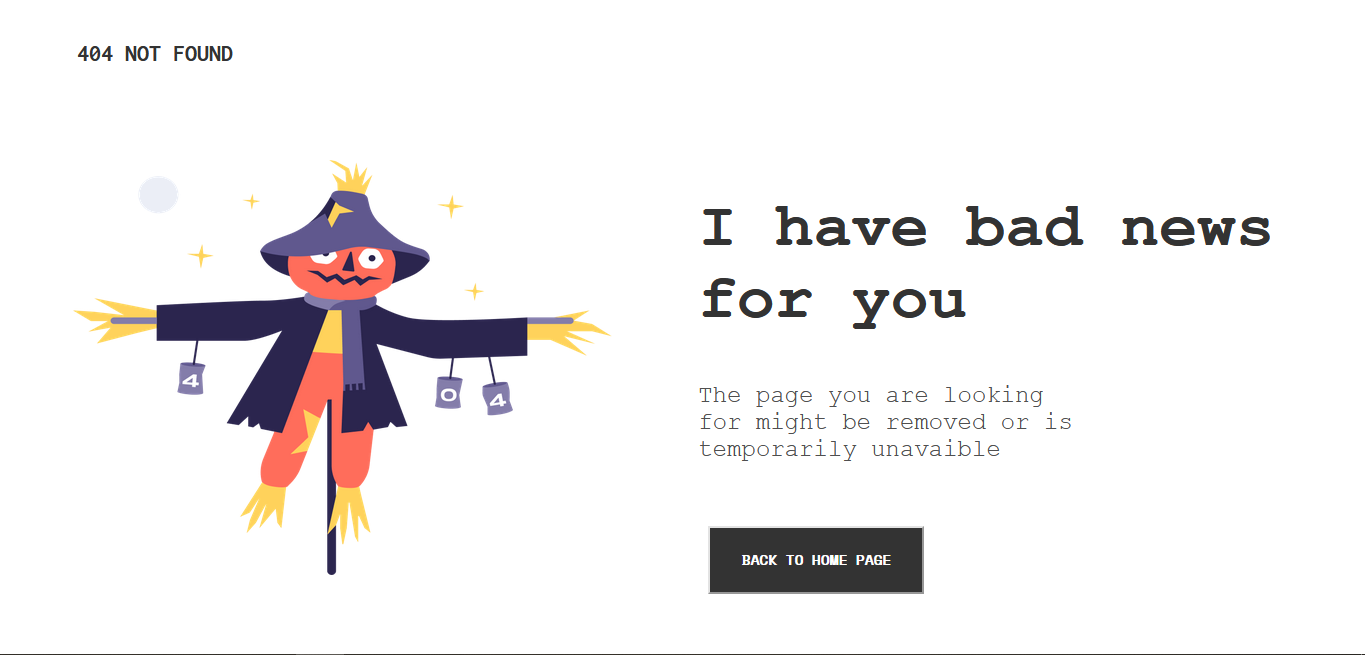 404 NOT FOUND
I have bad news
for you
4
0
4
The page you are looking
for might be removed or is
temporarily unavaible
BACK TO HOME PAGE